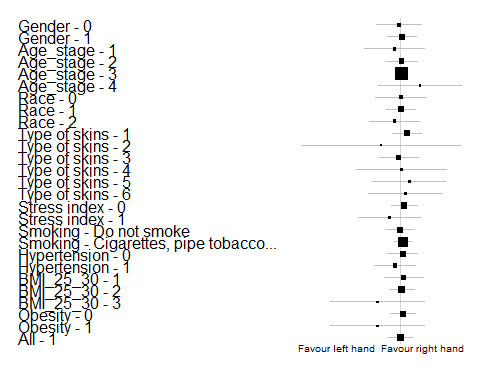 Gender - 0
Gender - 1
Age_stage - 1
Age_stage - 2
Age_stage - 3
Age_stage - 4
Race - 0
Race - 1
Race - 2
Type of skins - 1
Type of skins - 2
Type of skins - 3
Type of skins - 4
Type of skins - 5
Type of skins - 6
Stress index - 0
Stress index - 1
Smoking - Do not smoke
Smoking - Cigarettes, pipe tobacco...
Hypertension - 0
Hypertension - 1
BMI_25_30 - 1
BMI_25_30 - 2
BMI_25_30 - 3
Obesity - 0
Obesity - 1
All - 1
Favour left hand Favour right hand